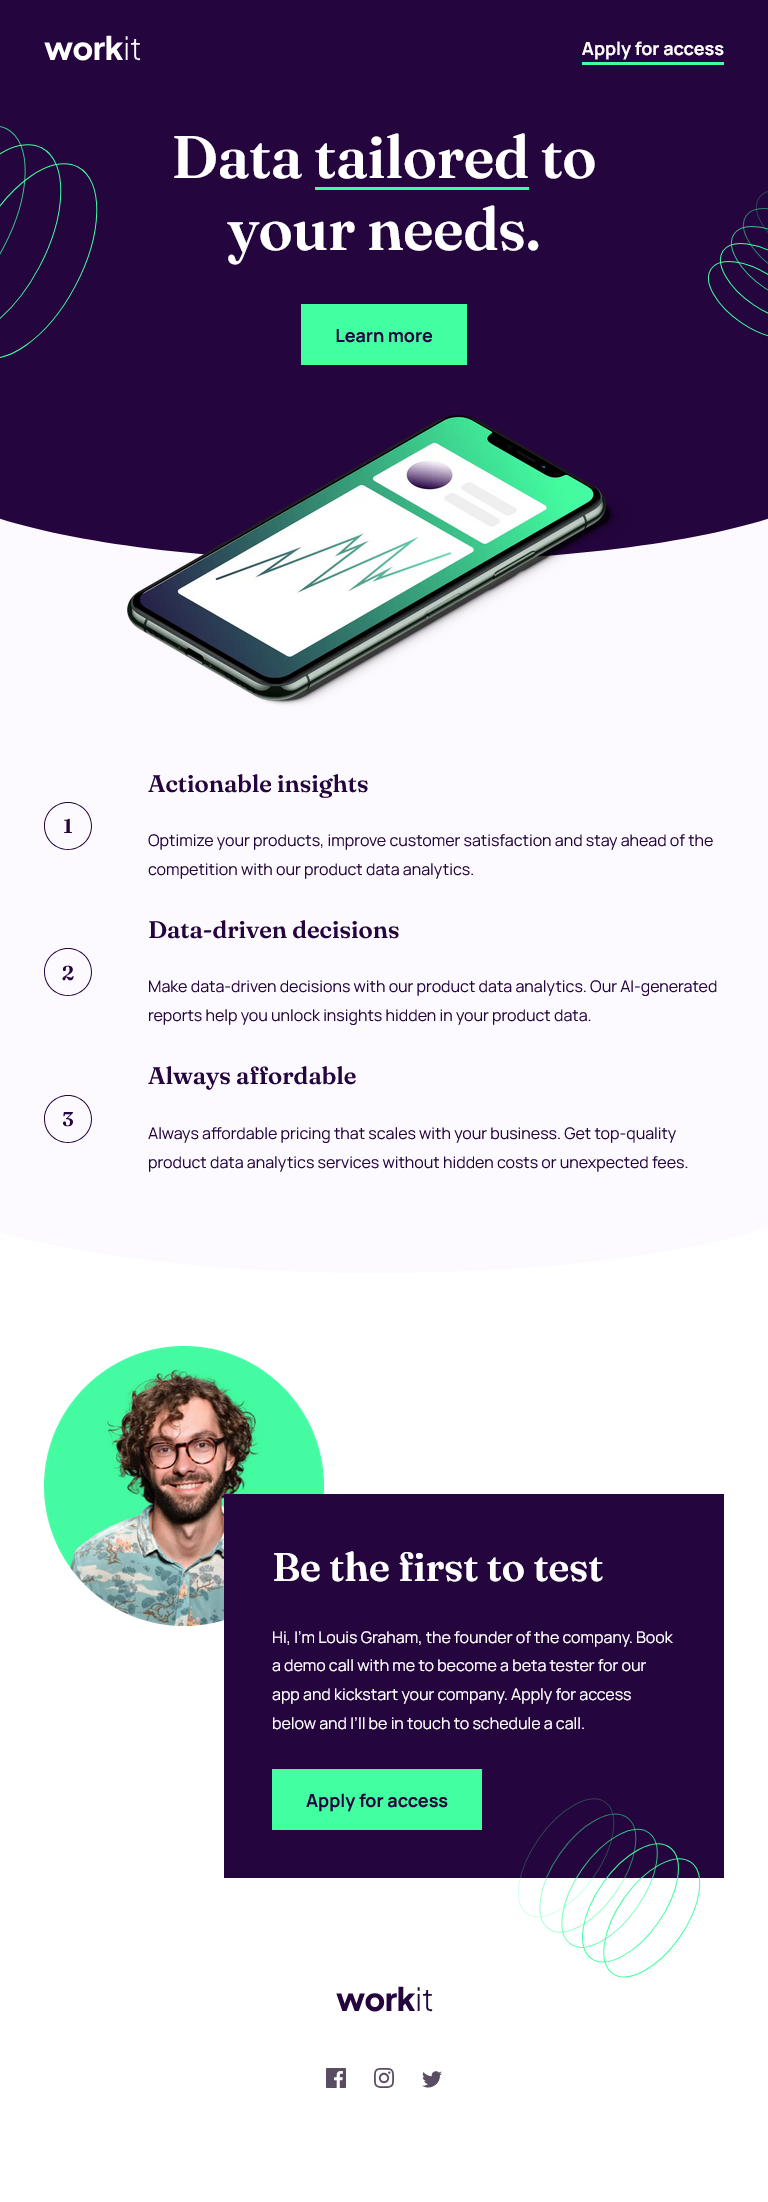 workit
Apply for access
Data tailored to
your needs.
Learn more
Actionable insights
1
Optimize your products, improve customer satisfaction and stay ahead of the
competition with our product data analytics.
Data-driven decisions
2
Make data-driven decisions with our product data analytics. Our AI-generated
reports help you unlock insights hidden in your product data.
Always affordable
3
Always affordable pricing that scales with your business. Get top-quality
product data analytics services without hidden costs or unexpected fees.
Be the first to test
Hi, I'm Louis Graham, the founder of the company. Book
a demo call with me to become a beta tester for our
app and kickstart your company. Apply for access
below and I'll be in touch to schedule a call.
Apply for access
workit